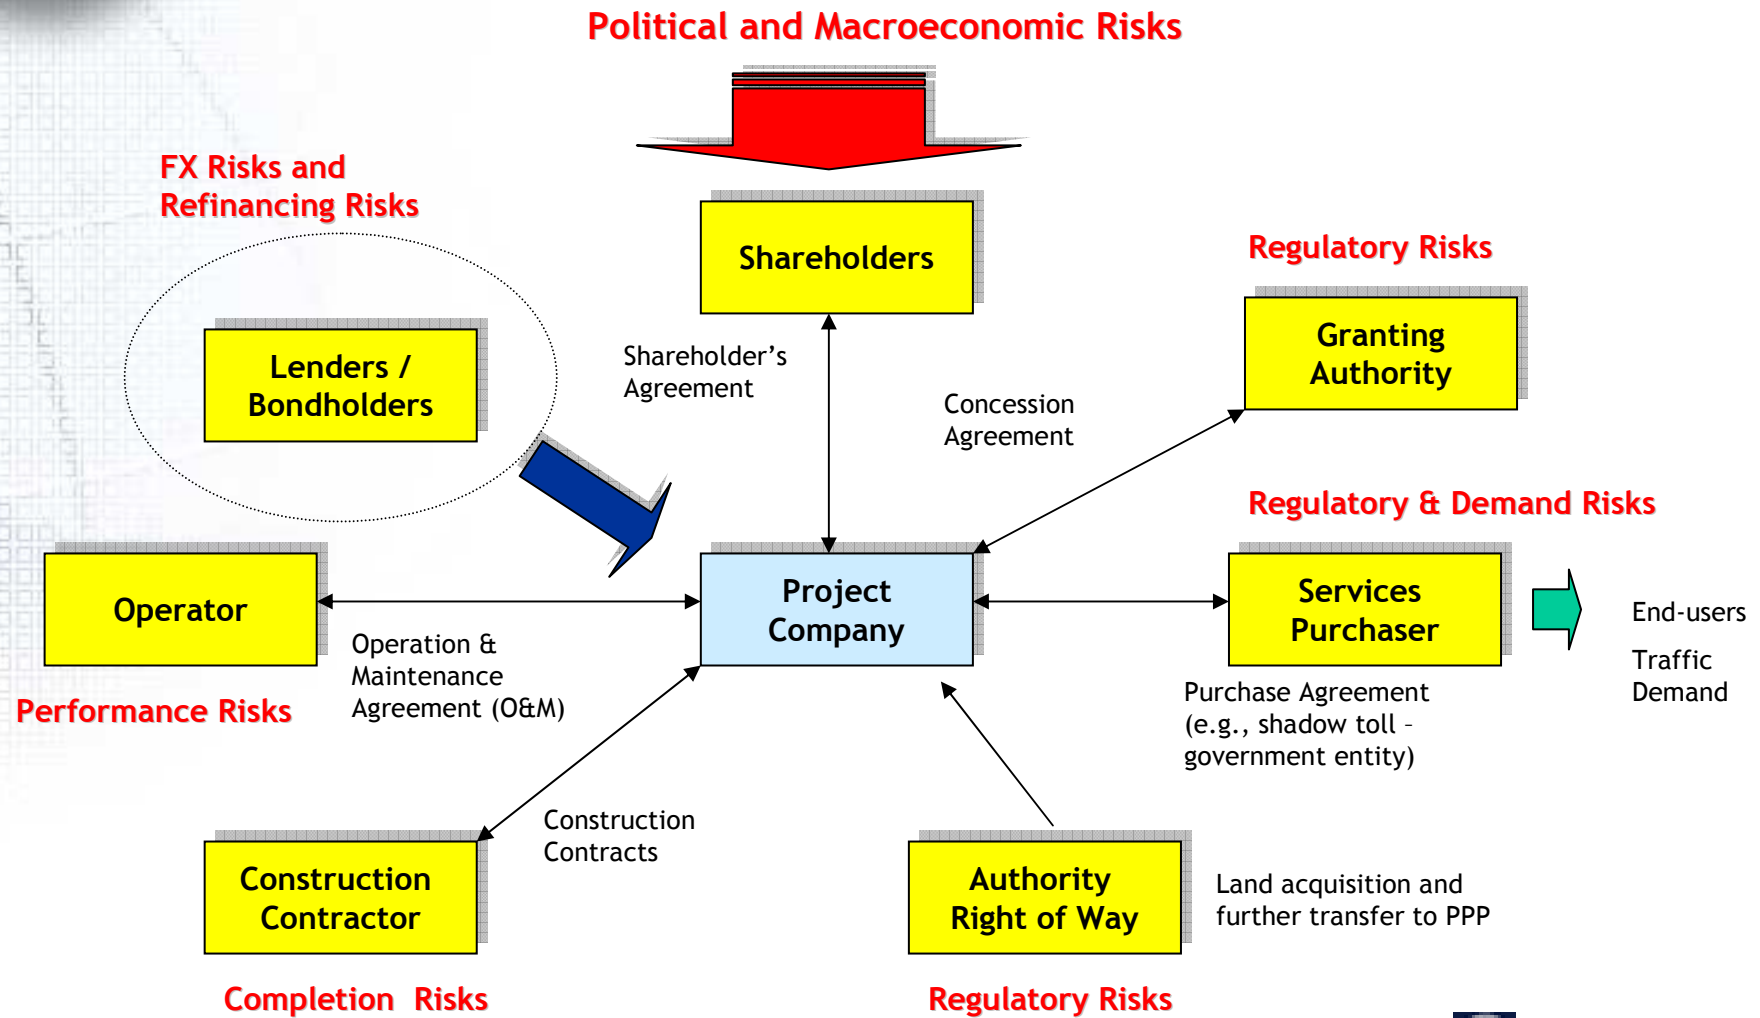 Political and Macroeconomic Risks
FX Risks and
Refinancing Risks
Shareholders
Regulatory Risks
Granting
Authority
Lenders /
Bondholders
Shareholder’s
Agreement
Concession
Agreement
Regulatory & Demand Risks
Operator
Project
Company
Services
Purchaser
End-users
Traffic
Demand
Operation &
Maintenance
Agreement (O&M)
Performance Risks
Purchase Agreement
(e.g., shadow toll –
government entity)
Construction
Contracts
Construction
Contractor
Authority
Right of Way
Land acquisition and
further transfer to PPP
Completion Risks
Regulatory Risks